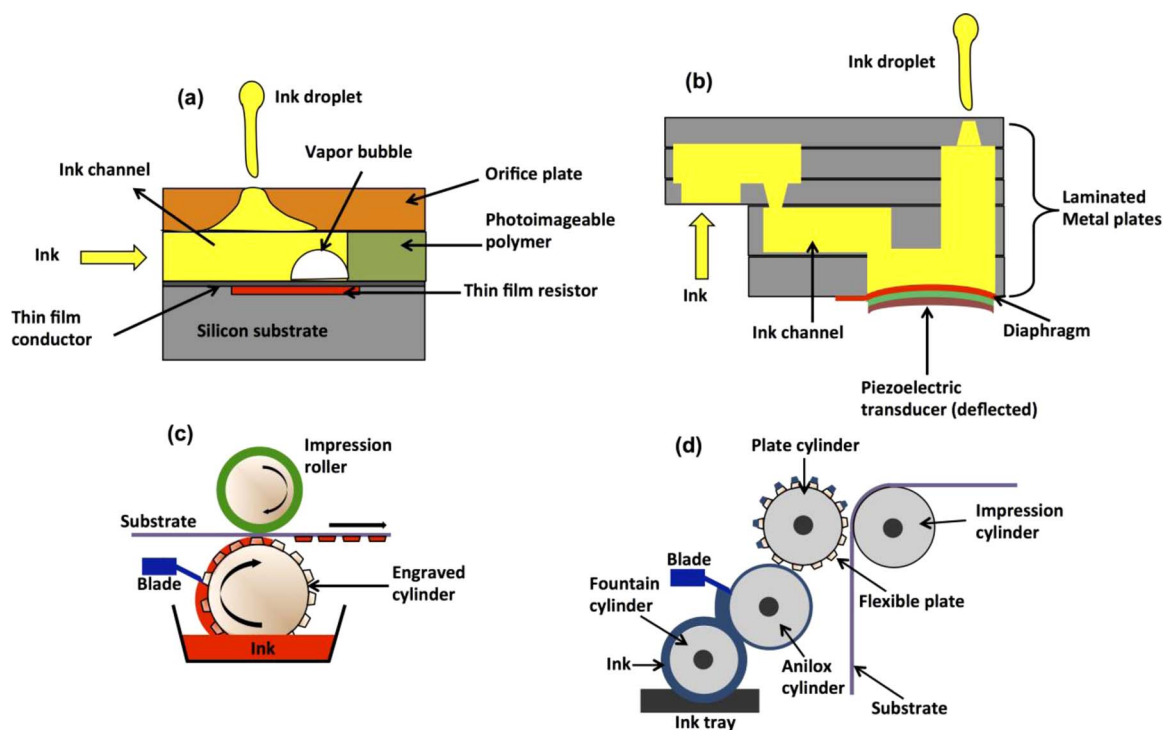 (a)
Ink droplet
Vapor bubble
Ink channel
Orifice plate
Photoimageable
polymer
Ink
Thin film resistor
Thin film
conductor
Silicon substrate
(b)
Ink droplet
Laminated
Metal plates
Ink
Ink channel
Diaphragm
Piezoelectric
transducer (deflected)
(c)
Impression
roller
Substrate
Blade
Engraved
cylinder
Ink
(d)
Plate cylinder
Impression
cylinder
Blade
Fountain
cylinder
Flexible plate
Ink
Anilox
cylinder
Substrate
Ink tray